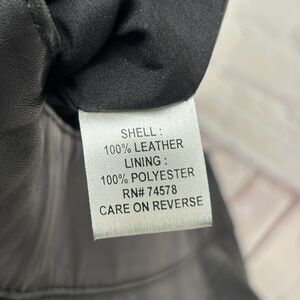 SHELL :
100% LEATHER
LINING :
100% POLYESTER
RN# 74578
CARE ON REVERSE